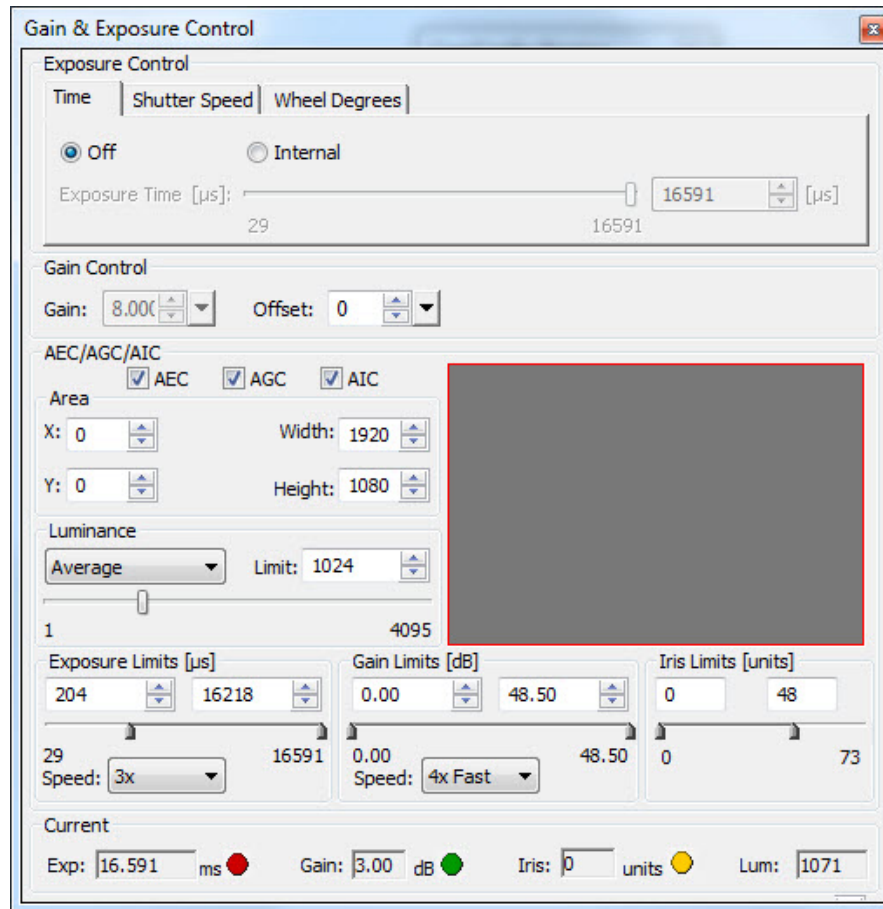 Gain & Exposure Control
Exposure Control
Time Shutter Speed Wheel Degrees
Off Internal
Exposure Time [µs]: 16591 [µs]
29 16591
Gain Control
Gain: 8.00 Offset: 0
AEC/AGC/AIC
AEC AGC AIC
Area
X: 0 Width: 1920
Y: 0 Height: 1080
Luminance
Average Limit: 1024
1 4095
Exposure Limits [µs] Gain Limits [dB] Iris Limits [units]
204 16218 0.00 48.50 0 48
29 16591 0.00 48.50 0 73
Speed: 3x Speed: 4x Fast
Current
Exp: 16.591 ms Gain: 3.00 dB Iris: 0 units Lum: 1071